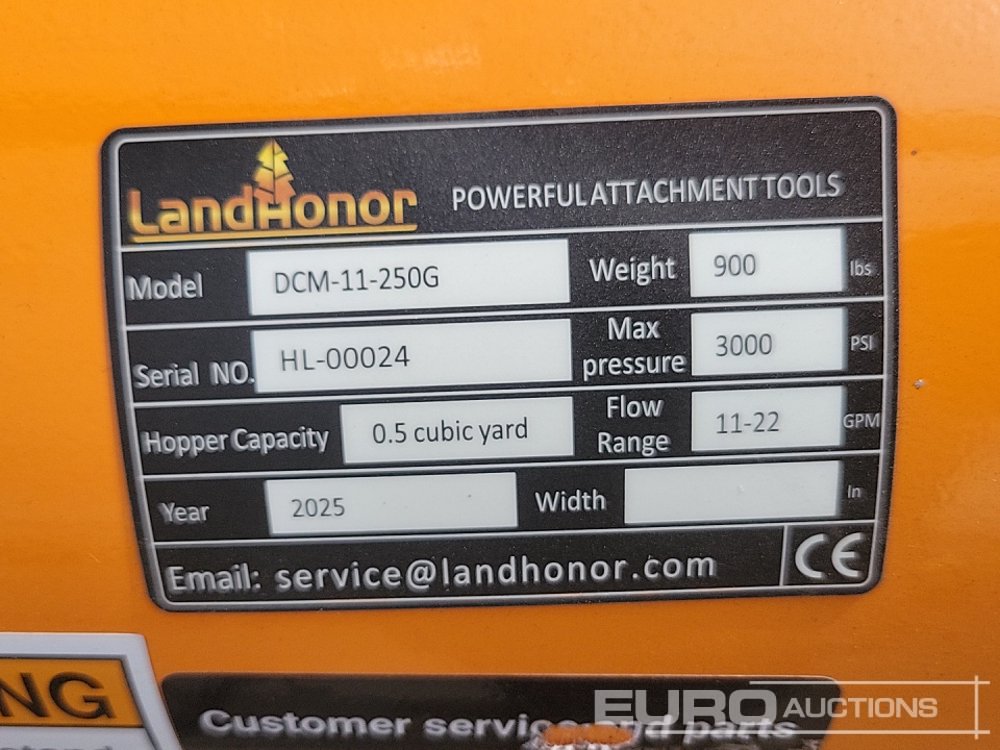 LandHonor POWERFUL ATTACHMENT TOOLS
Model DCM-11-250G Weight 900 lbs
Serial NO. HL-00024 Max pressure 3000 PSI
Hopper Capacity 0.5 cubic yard Flow Range 11-22 GPM
Year 2025 Width In
Email: service@landhonor.com CE
NG
Customer service and parts
EURO AUCTIONS